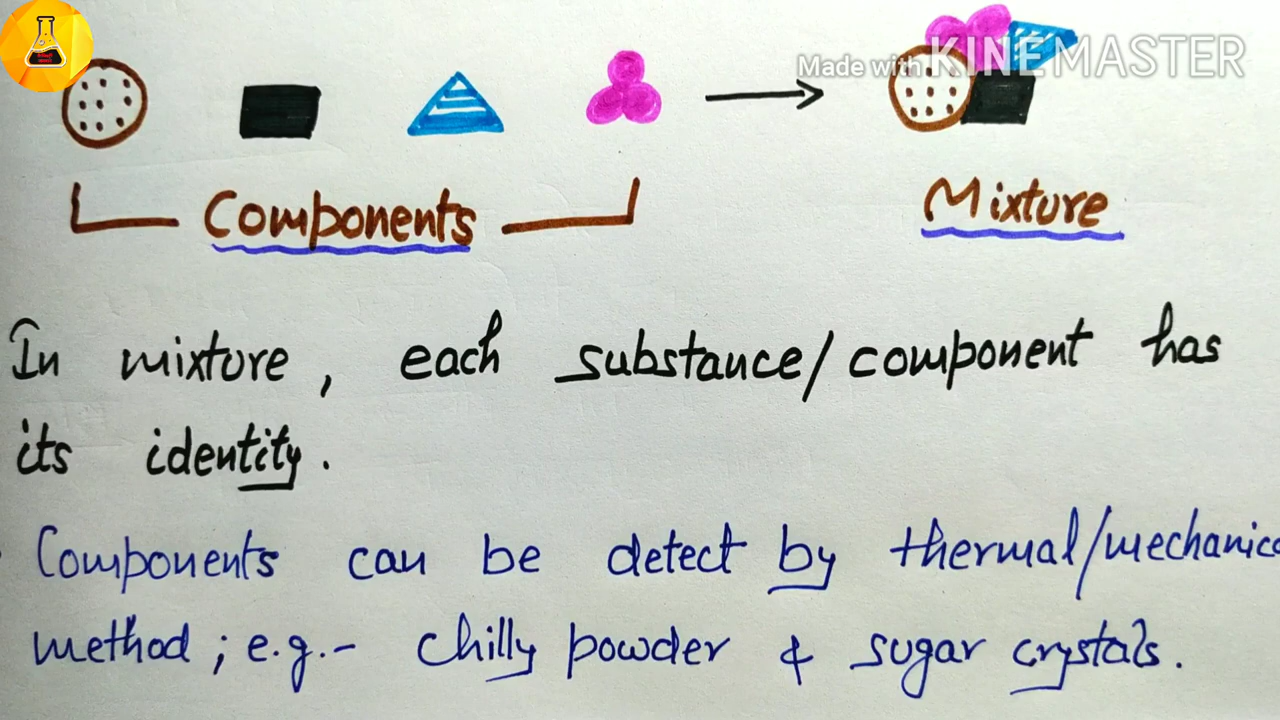 Made with KINEMASTER
Components
Mixture
In mixture, each substance/component has
its identity.
Components can be detect by thermal/mechanica
method; e.g.- chilly powder & sugar crystals.